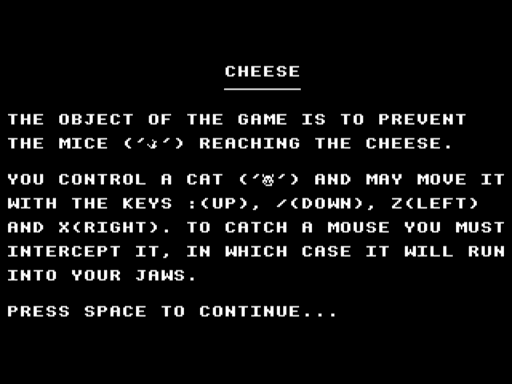 CHEESE
THE OBJECT OF THE GAME IS TO PREVENT
THE MICE (´ ´) REACHING THE CHEESE.
YOU CONTROL A CAT (´ ´) AND MAY MOVE IT
WITH THE KEYS :(UP), /(DOWN), Z(LEFT)
AND X(RIGHT). TO CATCH A MOUSE YOU MUST
INTERCEPT IT, IN WHICH CASE IT WILL RUN
INTO YOUR JAWS.
PRESS SPACE TO CONTINUE...